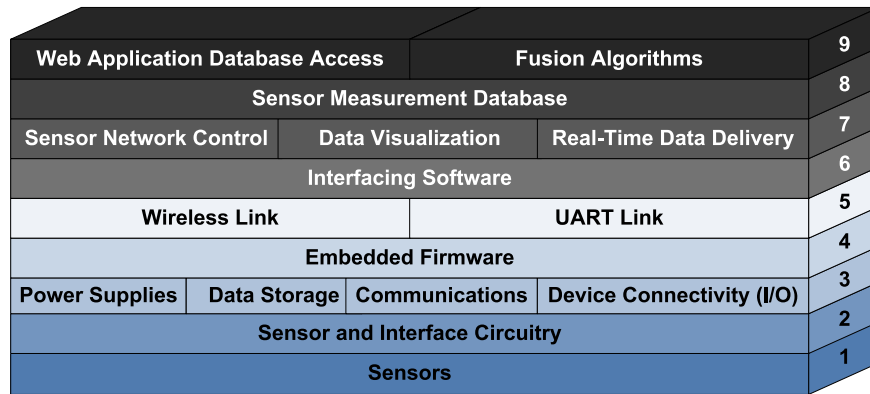 Web Application Database Access Fusion Algorithms 9
Sensor Measurement Database 8
Sensor Network Control Data Visualization Real-Time Data Delivery 7
Interfacing Software 6
Wireless Link UART Link 5
Embedded Firmware 4
Power Supplies Data Storage Communications Device Connectivity (I/O) 3
Sensor and Interface Circuitry 2
Sensors 1